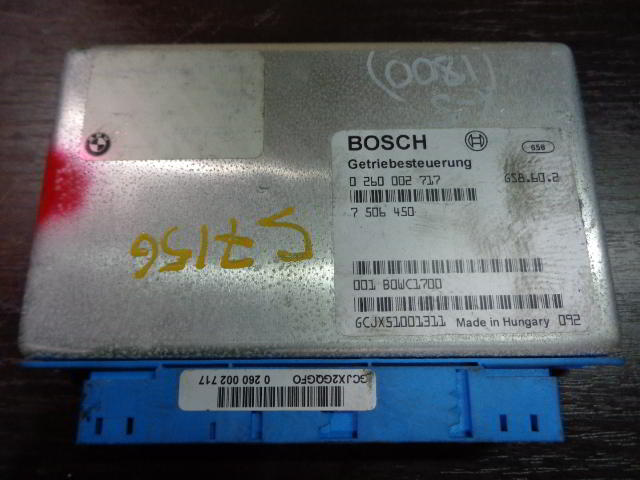 (0081)
BOSCH
658
Getriebesteuerung
0 260 002 717 GS8.60.2
7 506 450
001 B0WC1700
GCJX51001311 Made in Hungary 092
C7156
GCJX2GQGFO
0 260 002 717